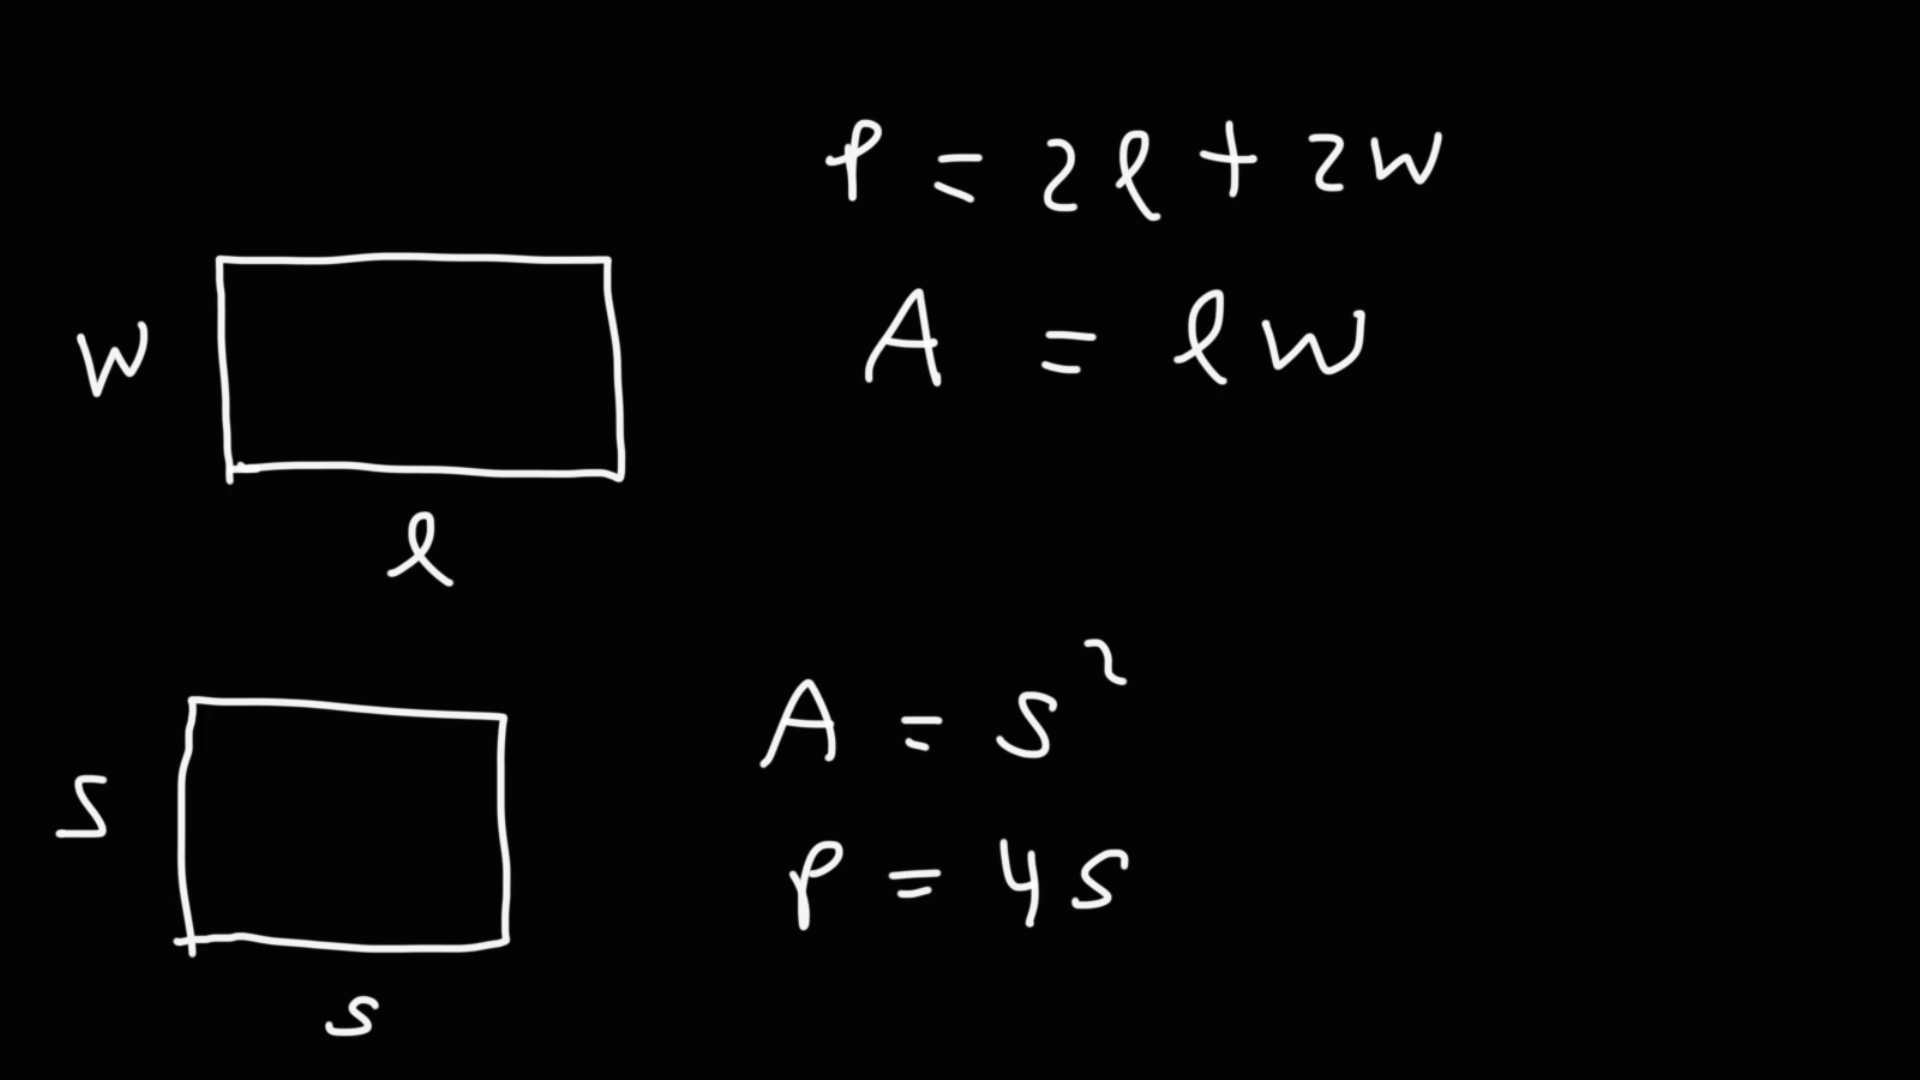 P = 2l + 2w
w
A = lw
l
A = s²
s
P = 4s
s